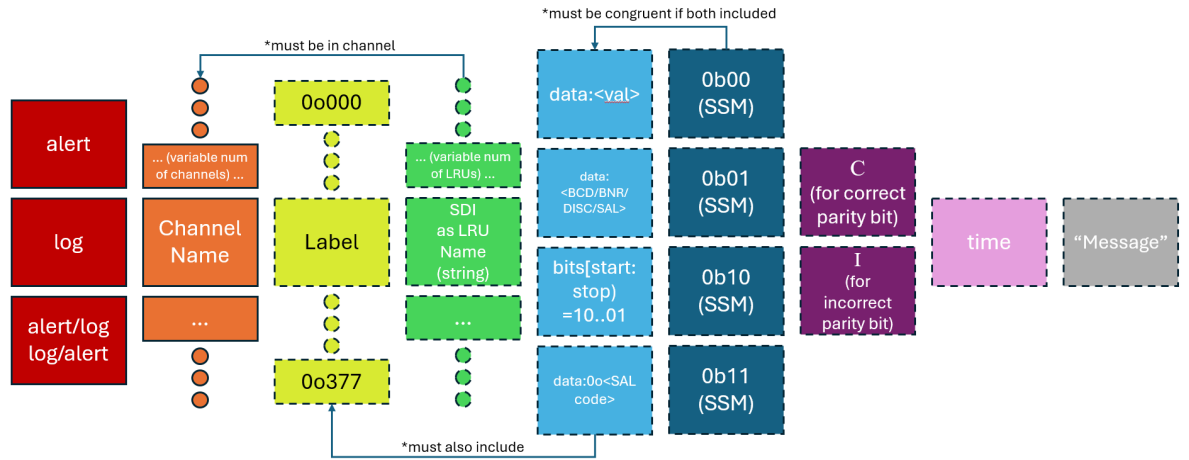 *must be congruent if both included
*must be in channel
alert
log
alert/log
log/alert
... (variable num
of channels) ...
Channel
Name
...
0o000
Label
0o377
... (variable num
of LRUs) ...
SDI
as LRU
Name
(string)
...
data:<val>
data:
<BCD/BNR/
DISC/SAL>
bits[start:
stop)
=10..01
data:0o<SAL
code>
0b00
(SSM)
0b01
(SSM)
0b10
(SSM)
0b11
(SSM)
C
(for correct
parity bit)
I
(for
incorrect
parity bit)
time
“Message”
*must also include